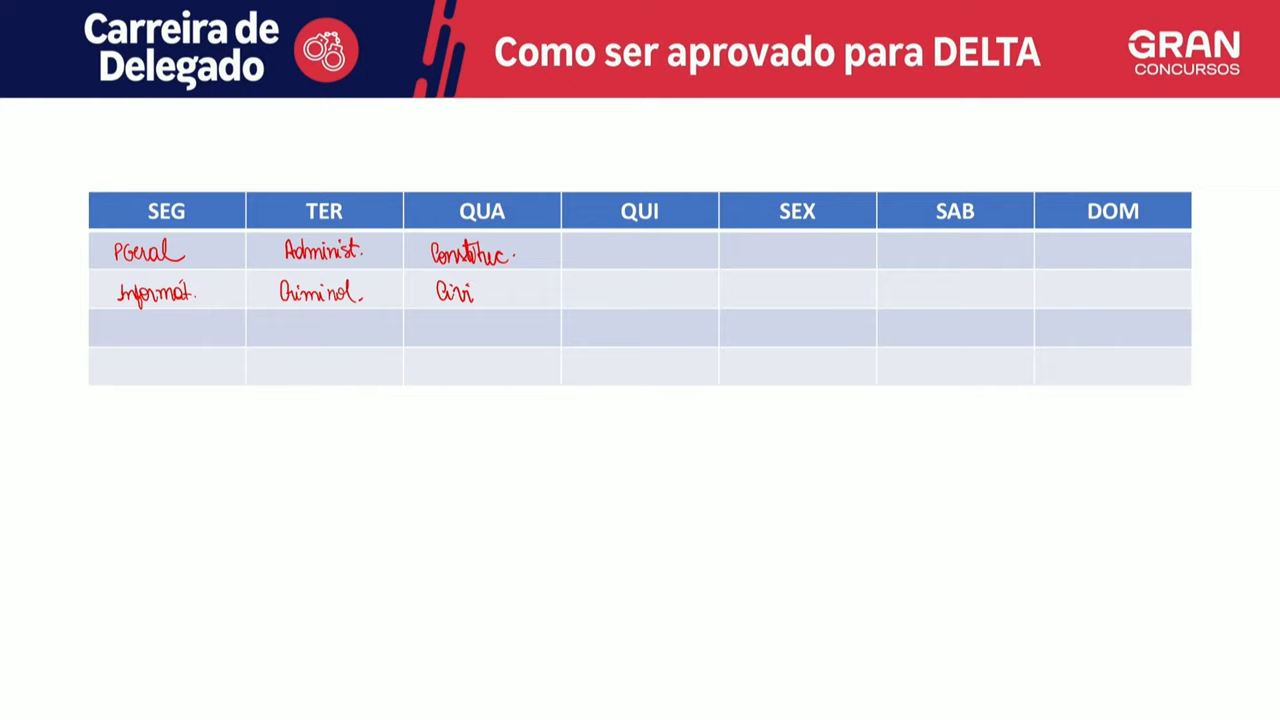 Carreira de
Delegado
Como ser aprovado para DELTA
GRAN
CONCURSOS
SEG TER QUA QUI SEX SAB DOM
PGeral Administ. Constituc.
Informát. Criminol. Civi